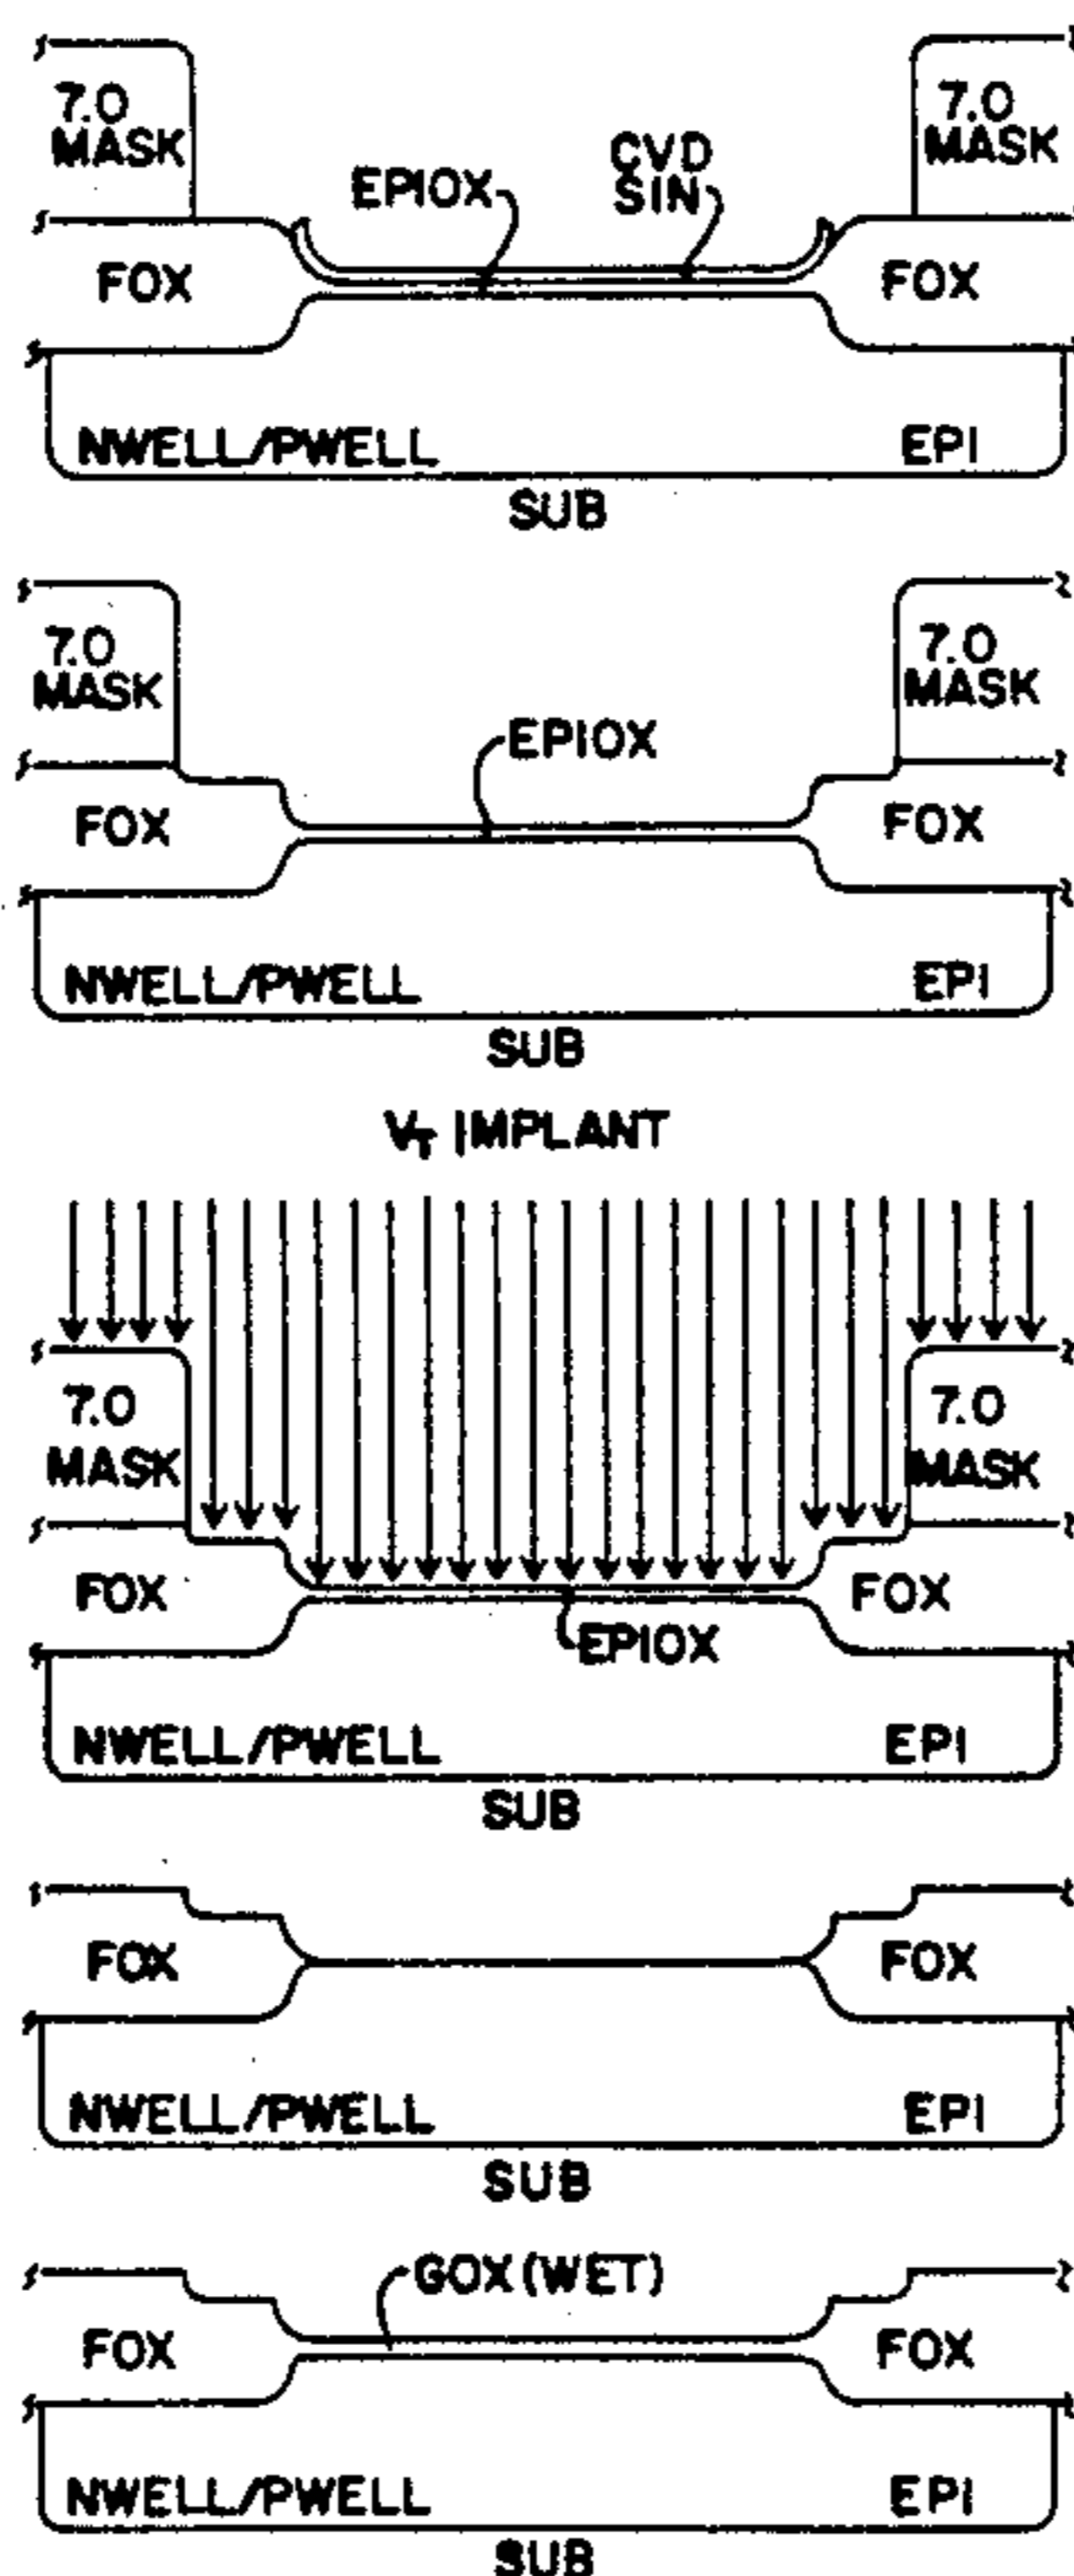 7.0
MASK
7.0
MASK
CVD
SIN
EPIOX
FOX
FOX
NWELL/PWELL
EPI
SUB
7.0
MASK
7.0
MASK
EPIOX
FOX
FOX
NWELL/PWELL
EPI
SUB
VT IMPLANT
7.0
MASK
7.0
MASK
FOX
FOX
EPIOX
NWELL/PWELL
EPI
SUB
FOX
FOX
NWELL/PWELL
EPI
SUB
GOX (WET)
FOX
FOX
NWELL/PWELL
EPI
SUB